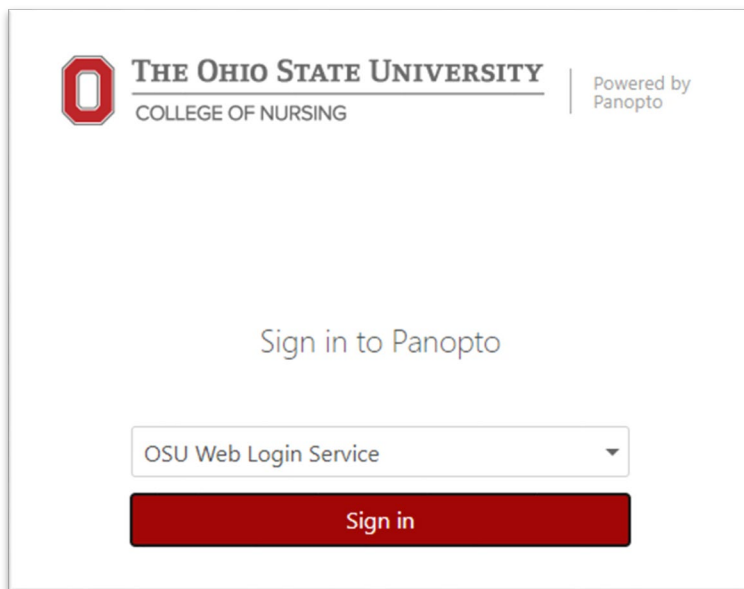 THE OHIO STATE UNIVERSITY
COLLEGE OF NURSING
Powered by
Panopto
Sign in to Panopto
OSU Web Login Service
Sign in